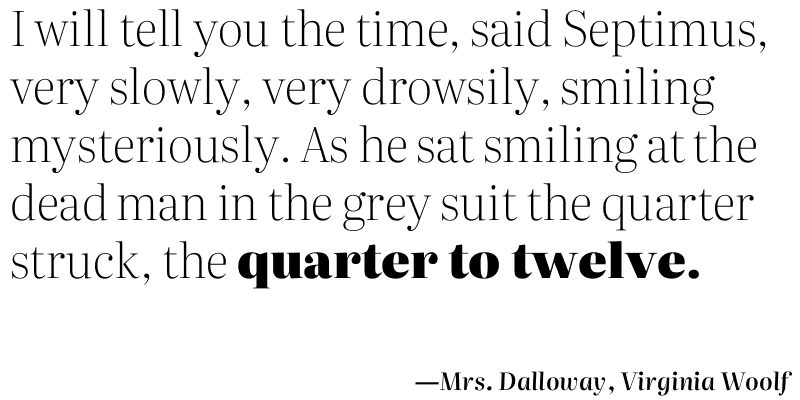 I will tell you the time, said Septimus,
very slowly, very drowsily, smiling
mysteriously. As he sat smiling at the
dead man in the grey suit the quarter
struck, the quarter to twelve.
—Mrs. Dalloway, Virginia Woolf